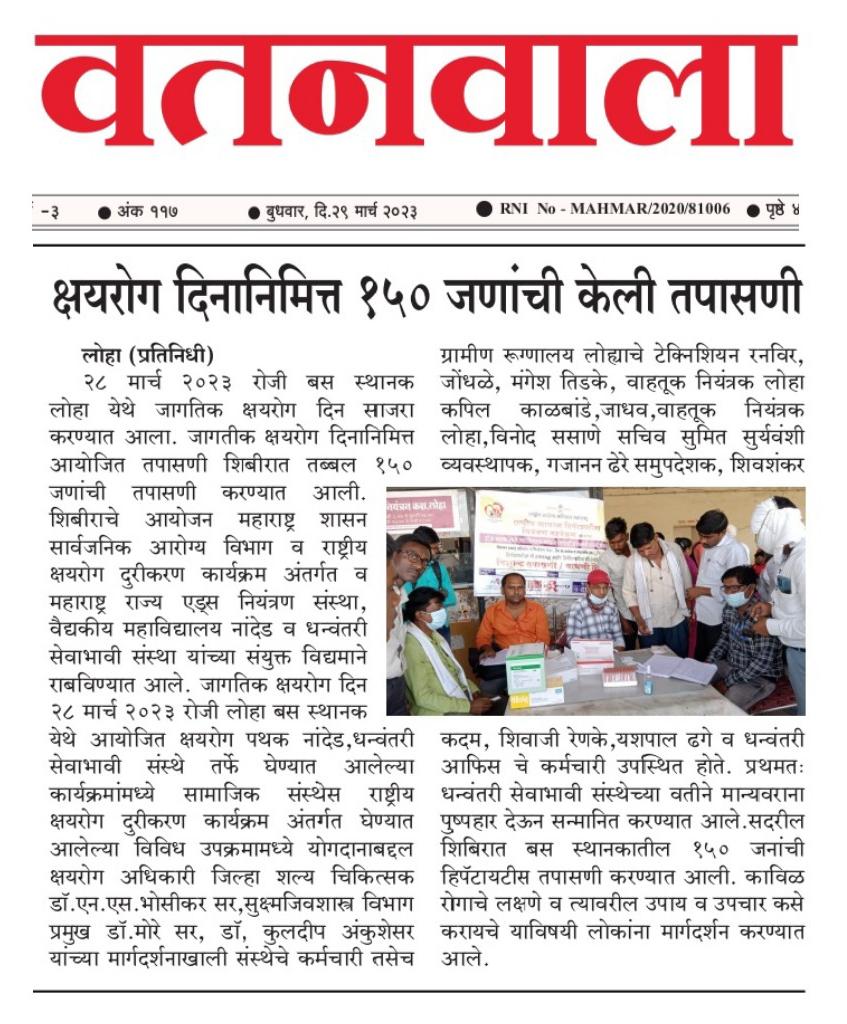 वतनवाला
-३ ● अंक ११७ ● बुधवार, दि.२९ मार्च २०२३ ● RNI No - MAHMAR/2020/81006 ● पृष्ठे ४
क्षयरोग दिनानिमित्त १५० जणांची केली तपासणी
लोहा (प्रतिनिधी)
२८ मार्च २०२३ रोजी बस स्थानक
लोहा येथे जागतिक क्षयरोग दिन साजरा
करण्यात आला. जागतीक क्षयरोग दिनानिमित्त
आयोजित तपासणी शिबीरात तब्बल १५०
जणांची तपासणी करण्यात आली.
शिबीराचे आयोजन महाराष्ट्र शासन
सार्वजनिक आरोग्य विभाग व राष्ट्रीय
क्षयरोग दुरीकरण कार्यक्रम अंतर्गत व
महाराष्ट्र राज्य एड्स नियंत्रण संस्था,
वैद्यकीय महाविद्यालय नांदेड व धन्वंतरी
सेवाभावी संस्था यांच्या संयुक्त विद्यमाने
राबविण्यात आले. जागतिक क्षयरोग दिन
२८ मार्च २०२३ रोजी लोहा बस स्थानक
येथे आयोजित क्षयरोग पथक नांदेड,धन्वंतरी
सेवाभावी संस्थे तर्फे घेण्यात आलेल्या
कार्यक्रमांमध्ये सामाजिक संस्थेस राष्ट्रीय
क्षयरोग दुरीकरण कार्यक्रम अंतर्गत घेण्यात
आलेल्या विविध उपक्रमामध्ये योगदानाबद्दल
क्षयरोग अधिकारी जिल्हा शल्य चिकित्सक
डॉ.एन.एस.भोसीकर सर,सुक्ष्मजिवशास्त्र विभाग
प्रमुख डॉ.मोरे सर, डॉ, कुलदीप अंकुशेसर
यांच्या मार्गदर्शनाखाली संस्थेचे कर्मचारी तसेच
ग्रामीण रूग्णालय लोह्याचे टेक्निशियन रनविर,
जोंधळे, मंगेश तिडके, वाहतूक नियंत्रक लोहा
कपिल काळबांडे,जाधव,वाहतूक नियंत्रक
लोहा,विनोद ससाणे सचिव सुमित सुर्यवंशी
व्यवस्थापक, गजानन ढेरे समुपदेशक, शिवशंकर
नियंत्रन कक्ष,लोहा
कदम, शिवाजी रेणके,यशपाल ढगे व धन्वंतरी
आफिस चे कर्मचारी उपस्थित होते. प्रथमतः
धन्वंतरी सेवाभावी संस्थेच्या वतीने मान्यवराना
पुष्पहार देऊन सन्मानित करण्यात आले.सदरील
शिबिरात बस स्थानकातील १५० जनांची
हिपॅटायटीस तपासणी करण्यात आली. काविळ
रोगाचे लक्षणे व त्यावरील उपाय व उपचार कसे
करायचे याविषयी लोकांना मार्गदर्शन करण्यात
आले.